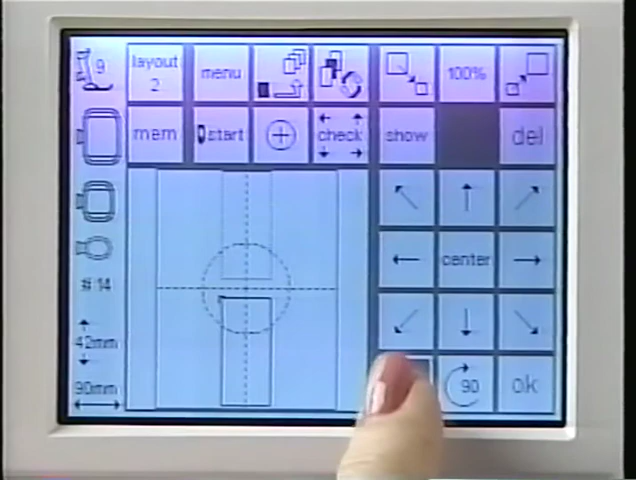 9
layout
2
menu
100%
mem
start
check
show
del
center
#14
42mm
90mm
90
ok